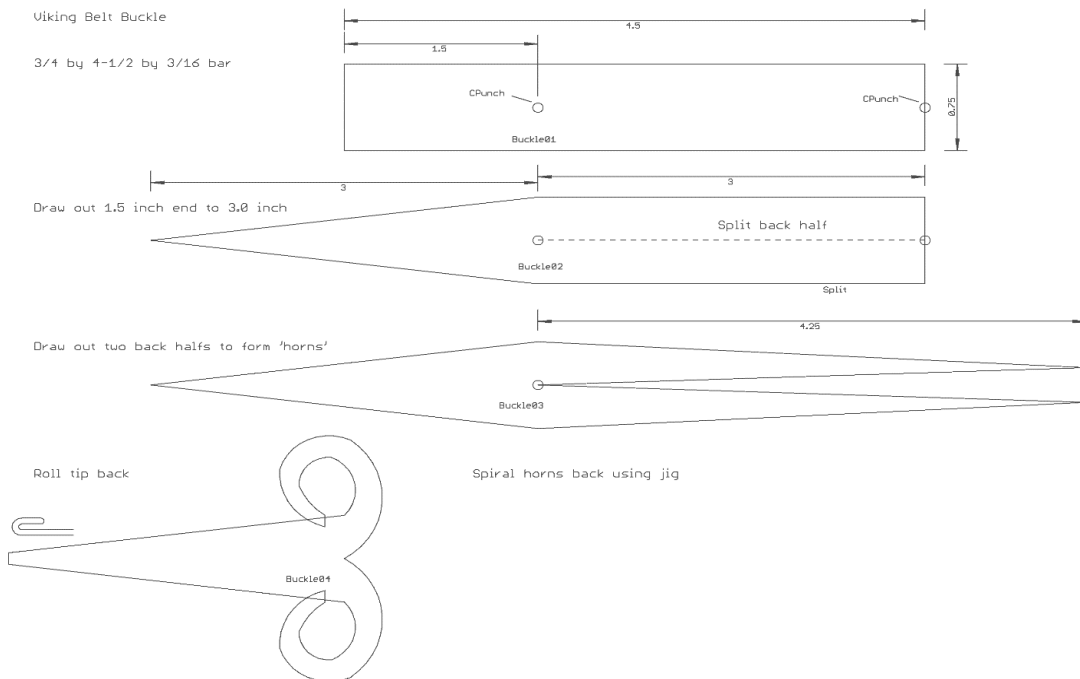 Viking Belt Buckle
4.5
1.5
3/4 by 4-1/2 by 3/16 bar
CPunch
CPunch
0.75
Buckle01
3
3
Draw out 1.5 inch end to 3.0 inch
Split back half
Buckle02
Split
4.25
Draw out two back halfs to form 'horns'
Buckle03
Roll tip back
Spiral horns back using jig
Buckle04